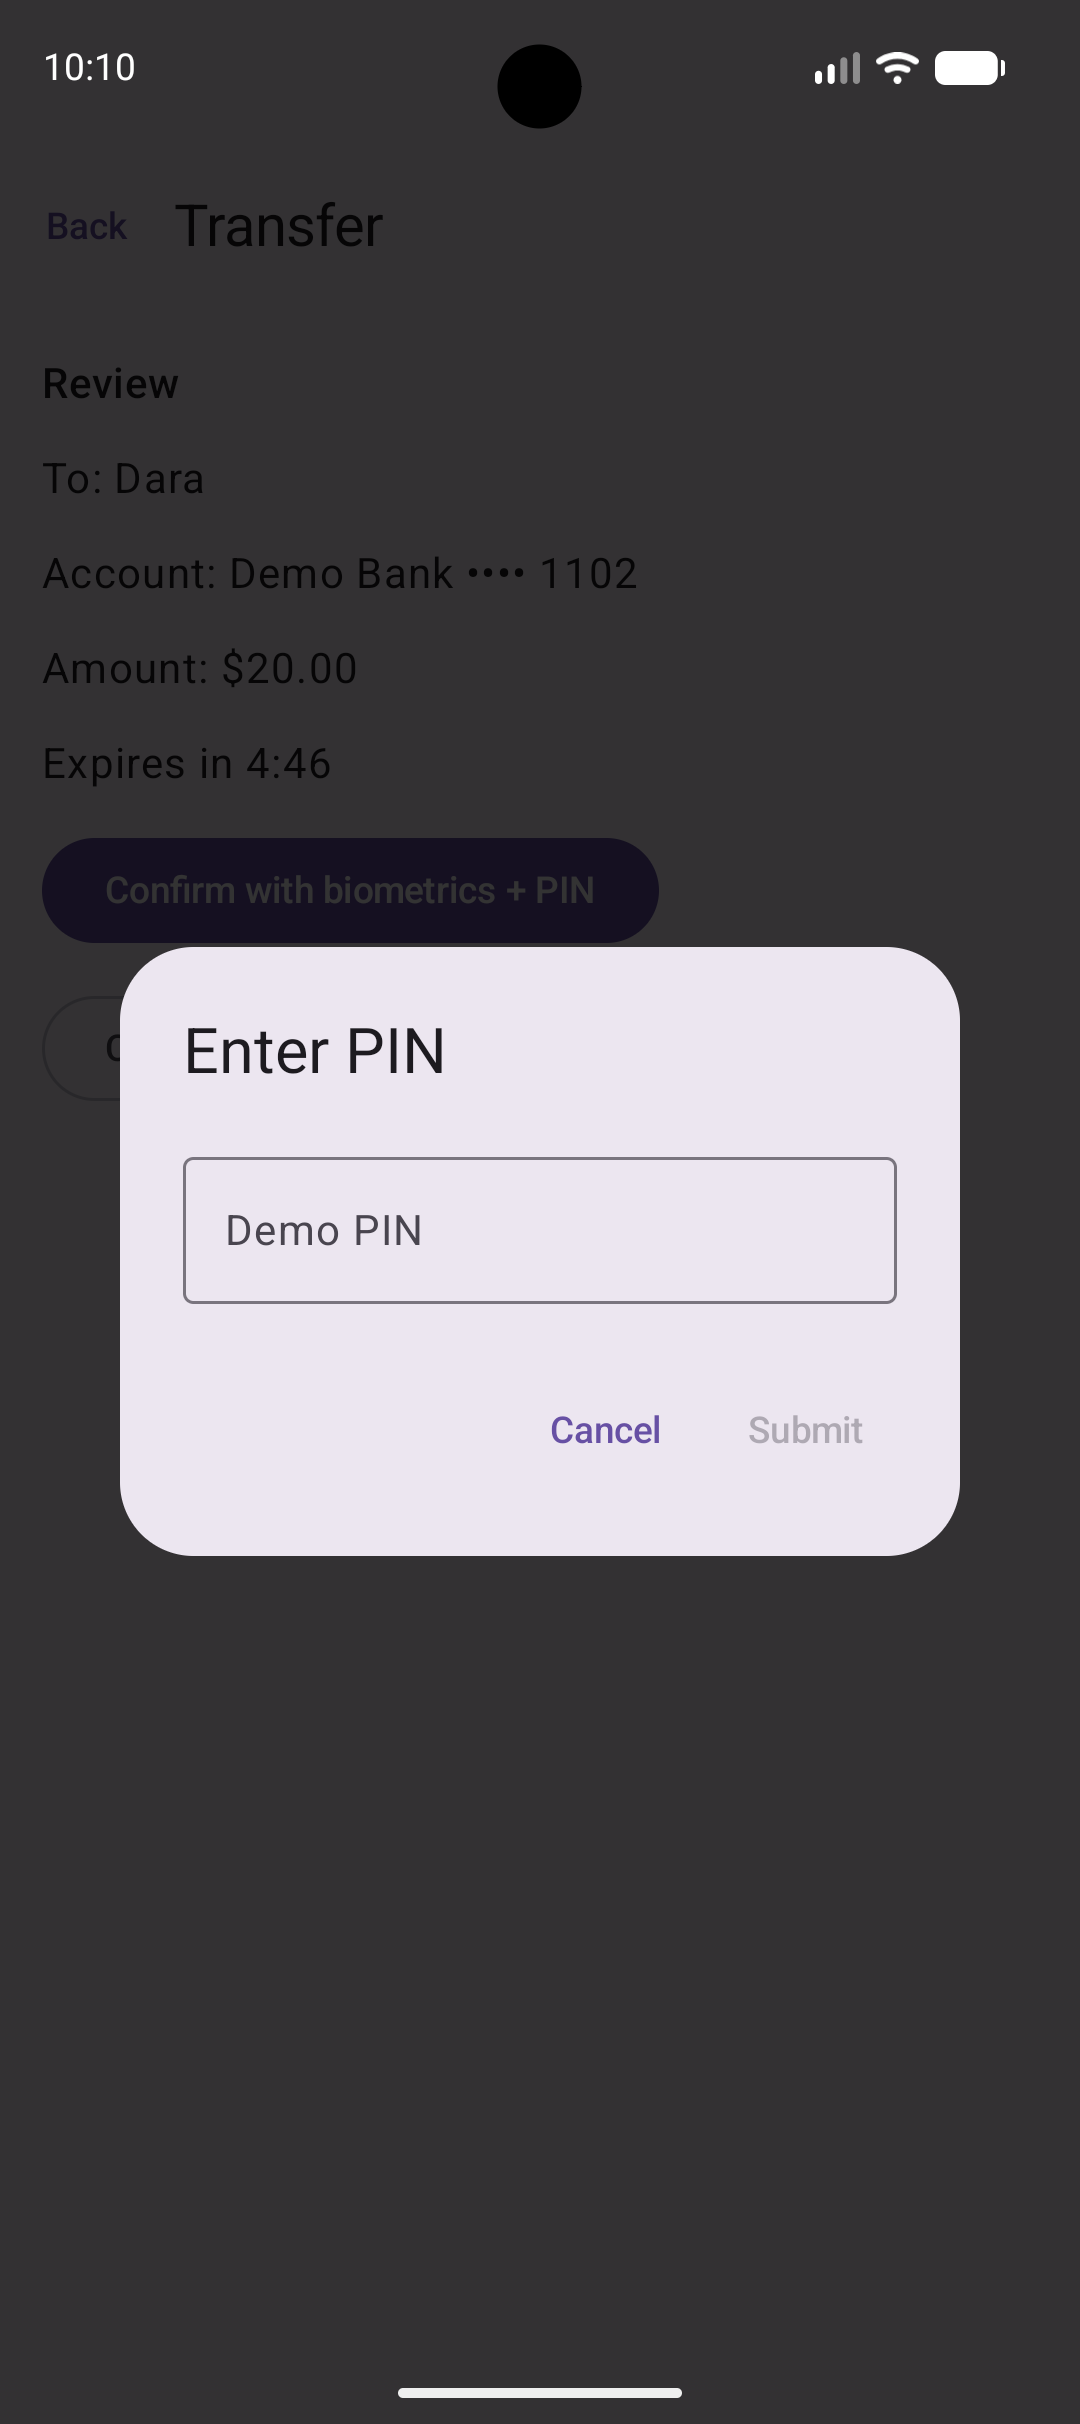 10:10
Back Transfer
Review
To: Dara
Account: Demo Bank •••• 1102
Amount: $20.00
Expires in 4:46
Confirm with biometrics + PIN
Enter PIN
Demo PIN
Cancel Submit